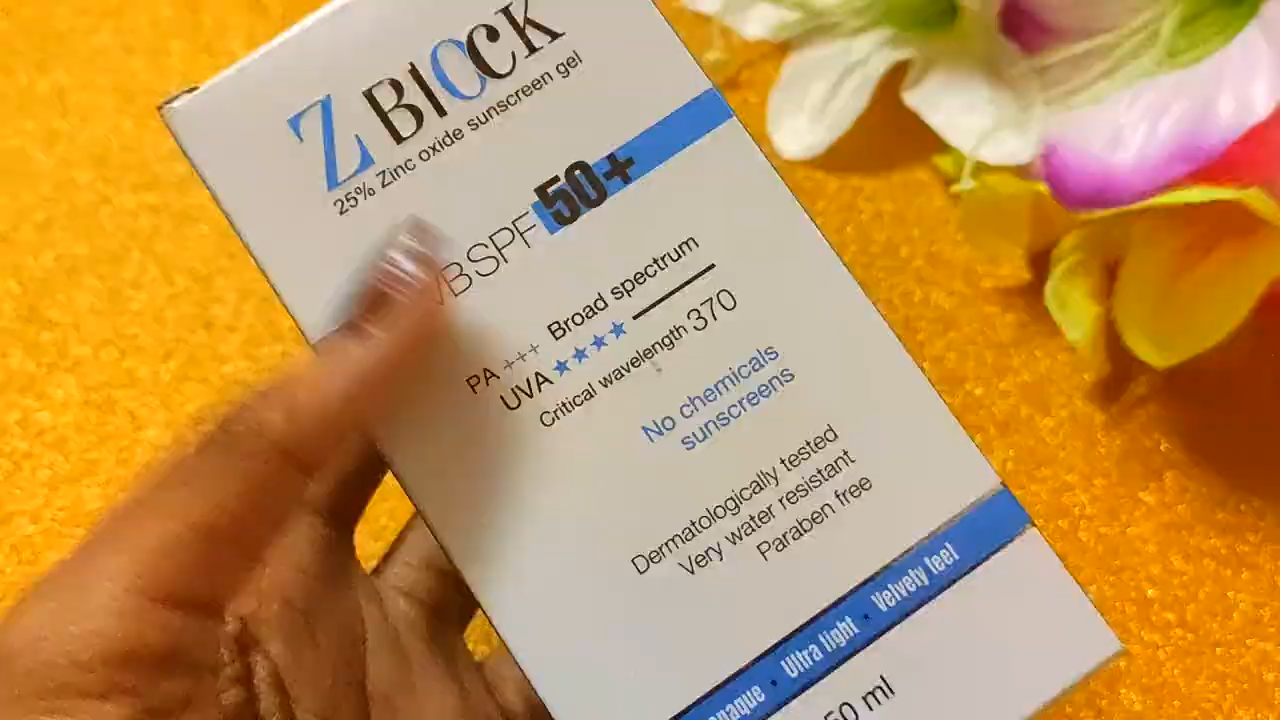 Z BLOCK
25% Zinc oxide sunscreen gel
BSPF 50+
PA +++ Broad spectrum
UVA ★★★★
Critical wavelength 370
No chemicals
sunscreens
Dermatologically tested
Very water resistant
Paraben free
· Ultra light · Velvety feel
50 ml